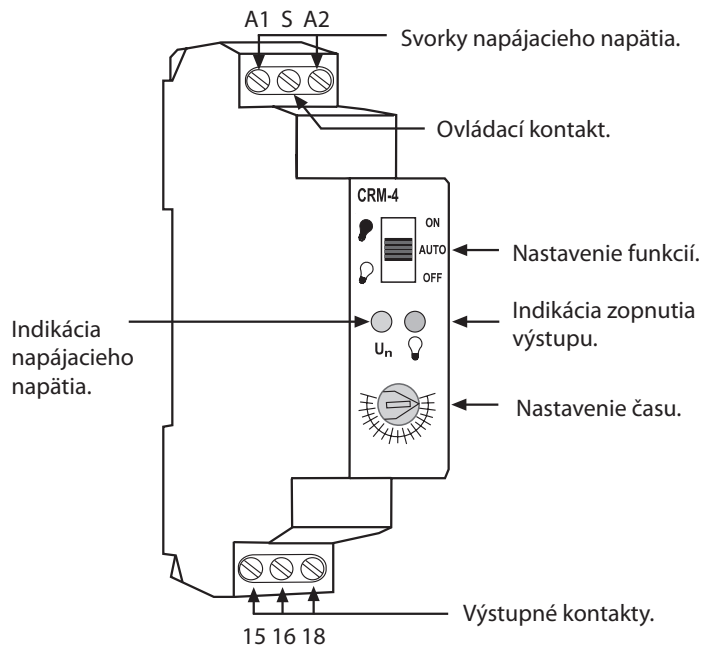 A1 S A2
Svorky napájacieho napätia.
Ovládací kontakt.
CRM-4
ON
AUTO
OFF
Nastavenie funkcií.
Indikácia
napájacieho
napätia.
Un
Indikácia zopnutia
výstupu.
Nastavenie času.
Výstupné kontakty.
15 16 18